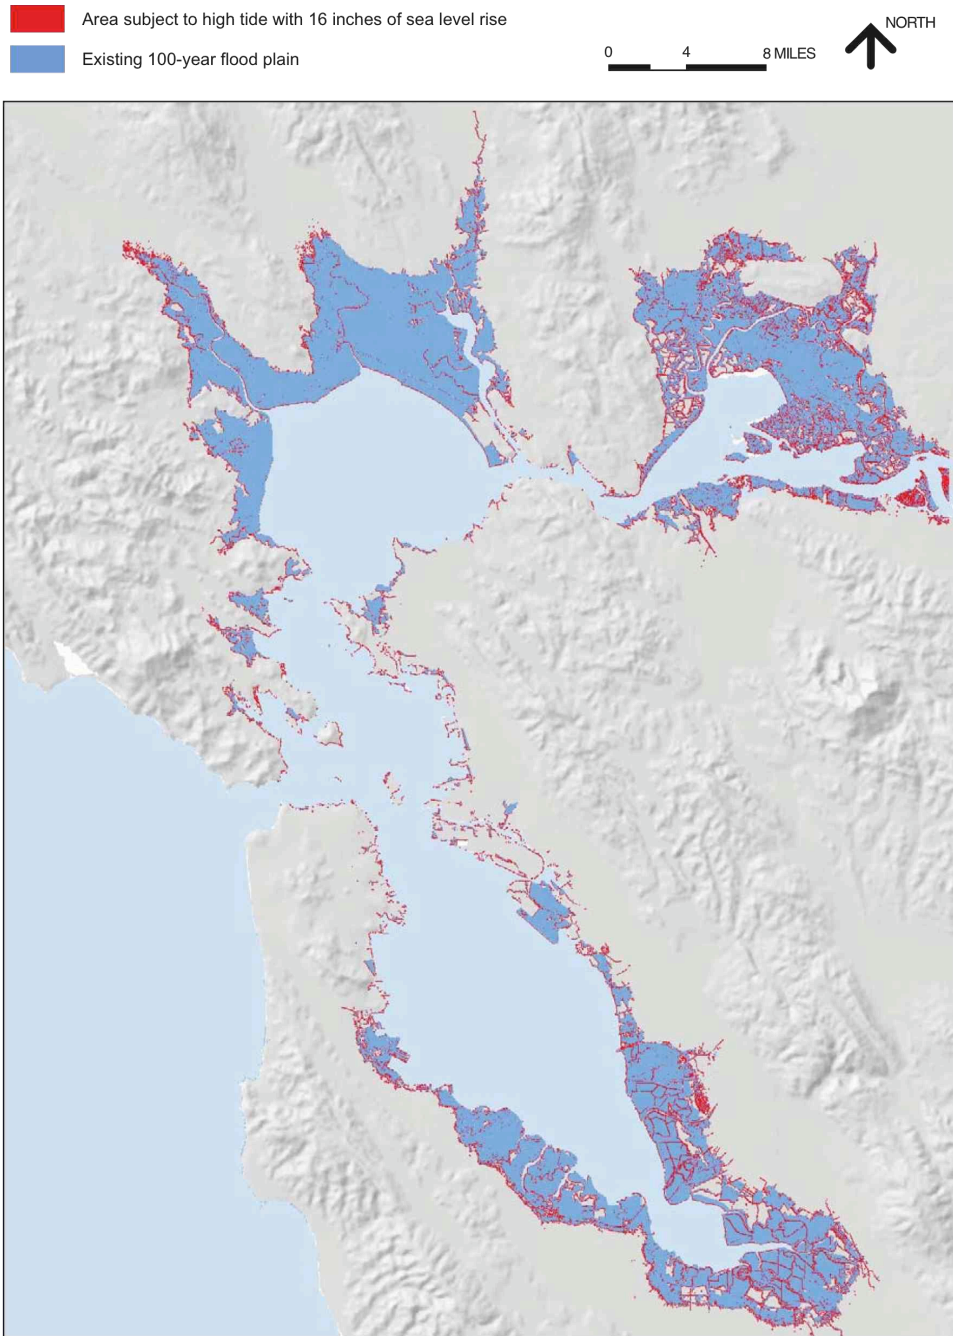 Area subject to high tide with 16 inches of sea level rise
NORTH
Existing 100-year flood plain
0 4 8 MILES